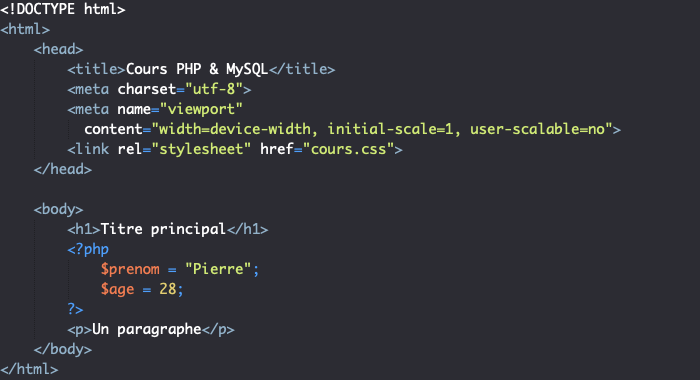 <!DOCTYPE html>
<html>
<head>
<title>Cours PHP & MySQL</title>
<meta charset="utf-8">
<meta name="viewport"
content="width=device-width, initial-scale=1, user-scalable=no">
<link rel="stylesheet" href="cours.css">
</head>
<body>
<h1>Titre principal</h1>
<?php
$prenom = "Pierre";
$age = 28;
?>
<p>Un paragraphe</p>
</body>
</html>